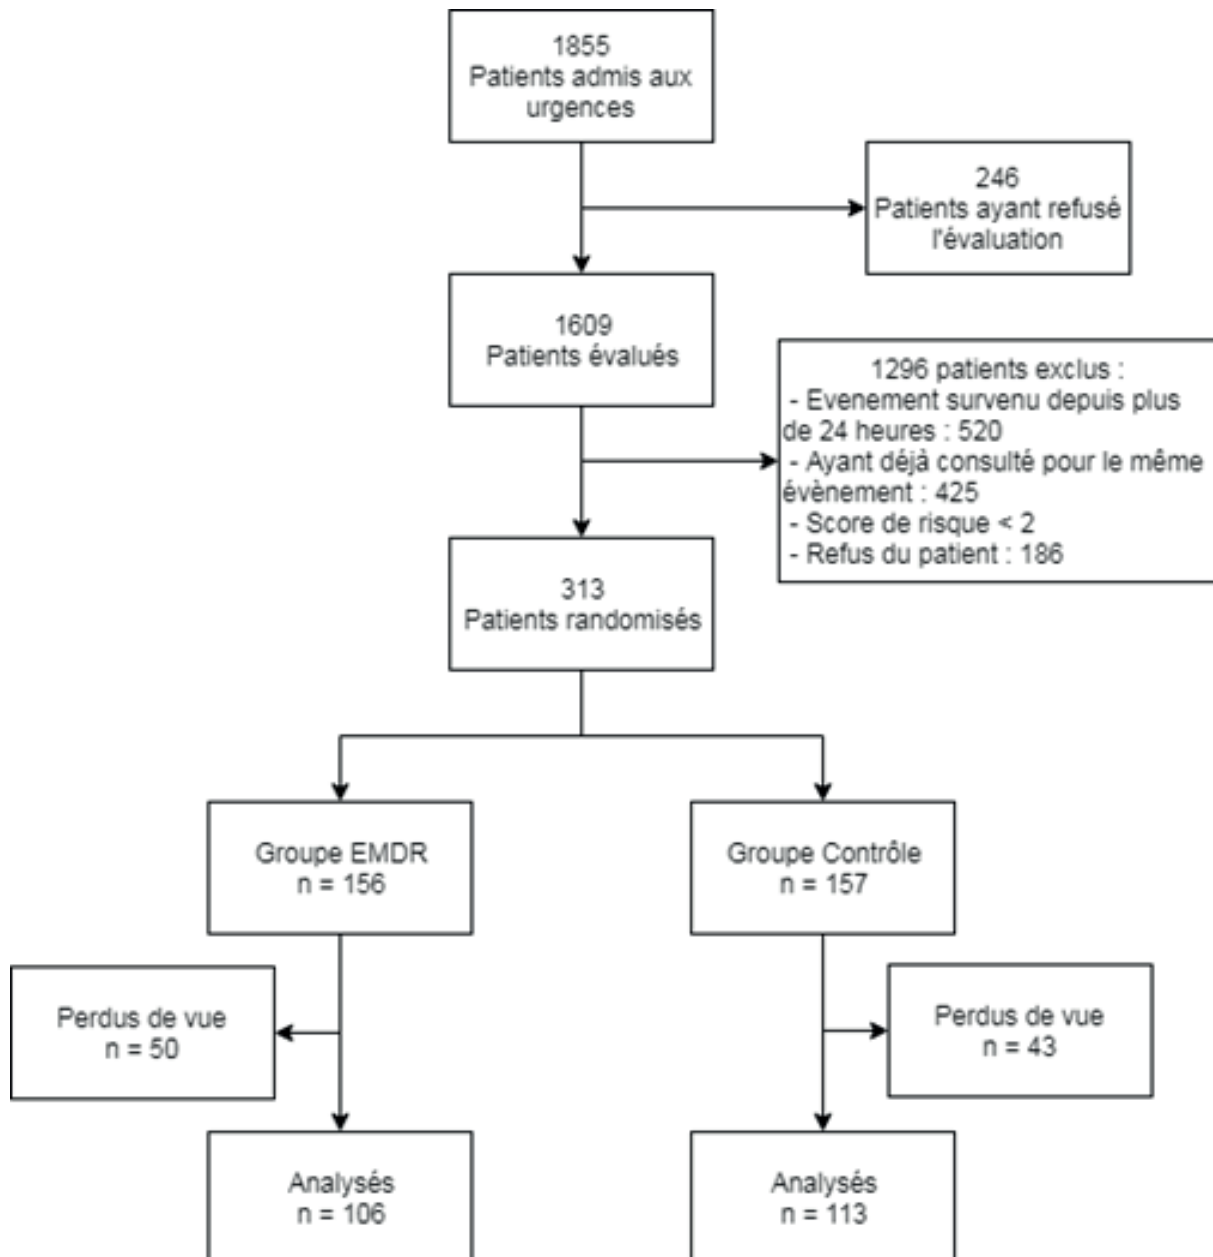 1855
Patients admis aux
urgences
246
Patients ayant refusé
l'évaluation
1609
Patients évalués
1296 patients exclus :
- Evenement survenu depuis plus
de 24 heures : 520
- Ayant déjà consulté pour le même
évènement : 425
- Score de risque < 2
- Refus du patient : 186
313
Patients randomisés
Groupe EMDR
n = 156
Groupe Contrôle
n = 157
Perdus de vue
n = 50
Perdus de vue
n = 43
Analysés
n = 106
Analysés
n = 113